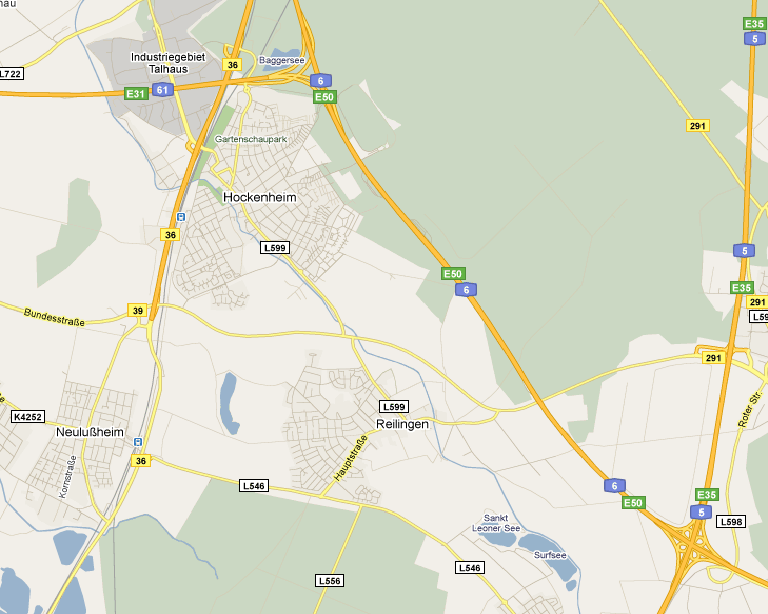 nau
E35
5
Industriegebiet
Talhaus
Baggersee
36
L722
6
E31
61
E50
291
Gartenschaupark
Hockenheim
36
L599
5
E50
6
E35
291
L59
39
Bundesstraße
291
L599
Roter Str.
K4252
Reilingen
Neulußheim
Hauptstraße
36
Kornstraße
L546
6
E35
E50
5
Sankt
Leoner See
L598
Surfsee
L546
L556